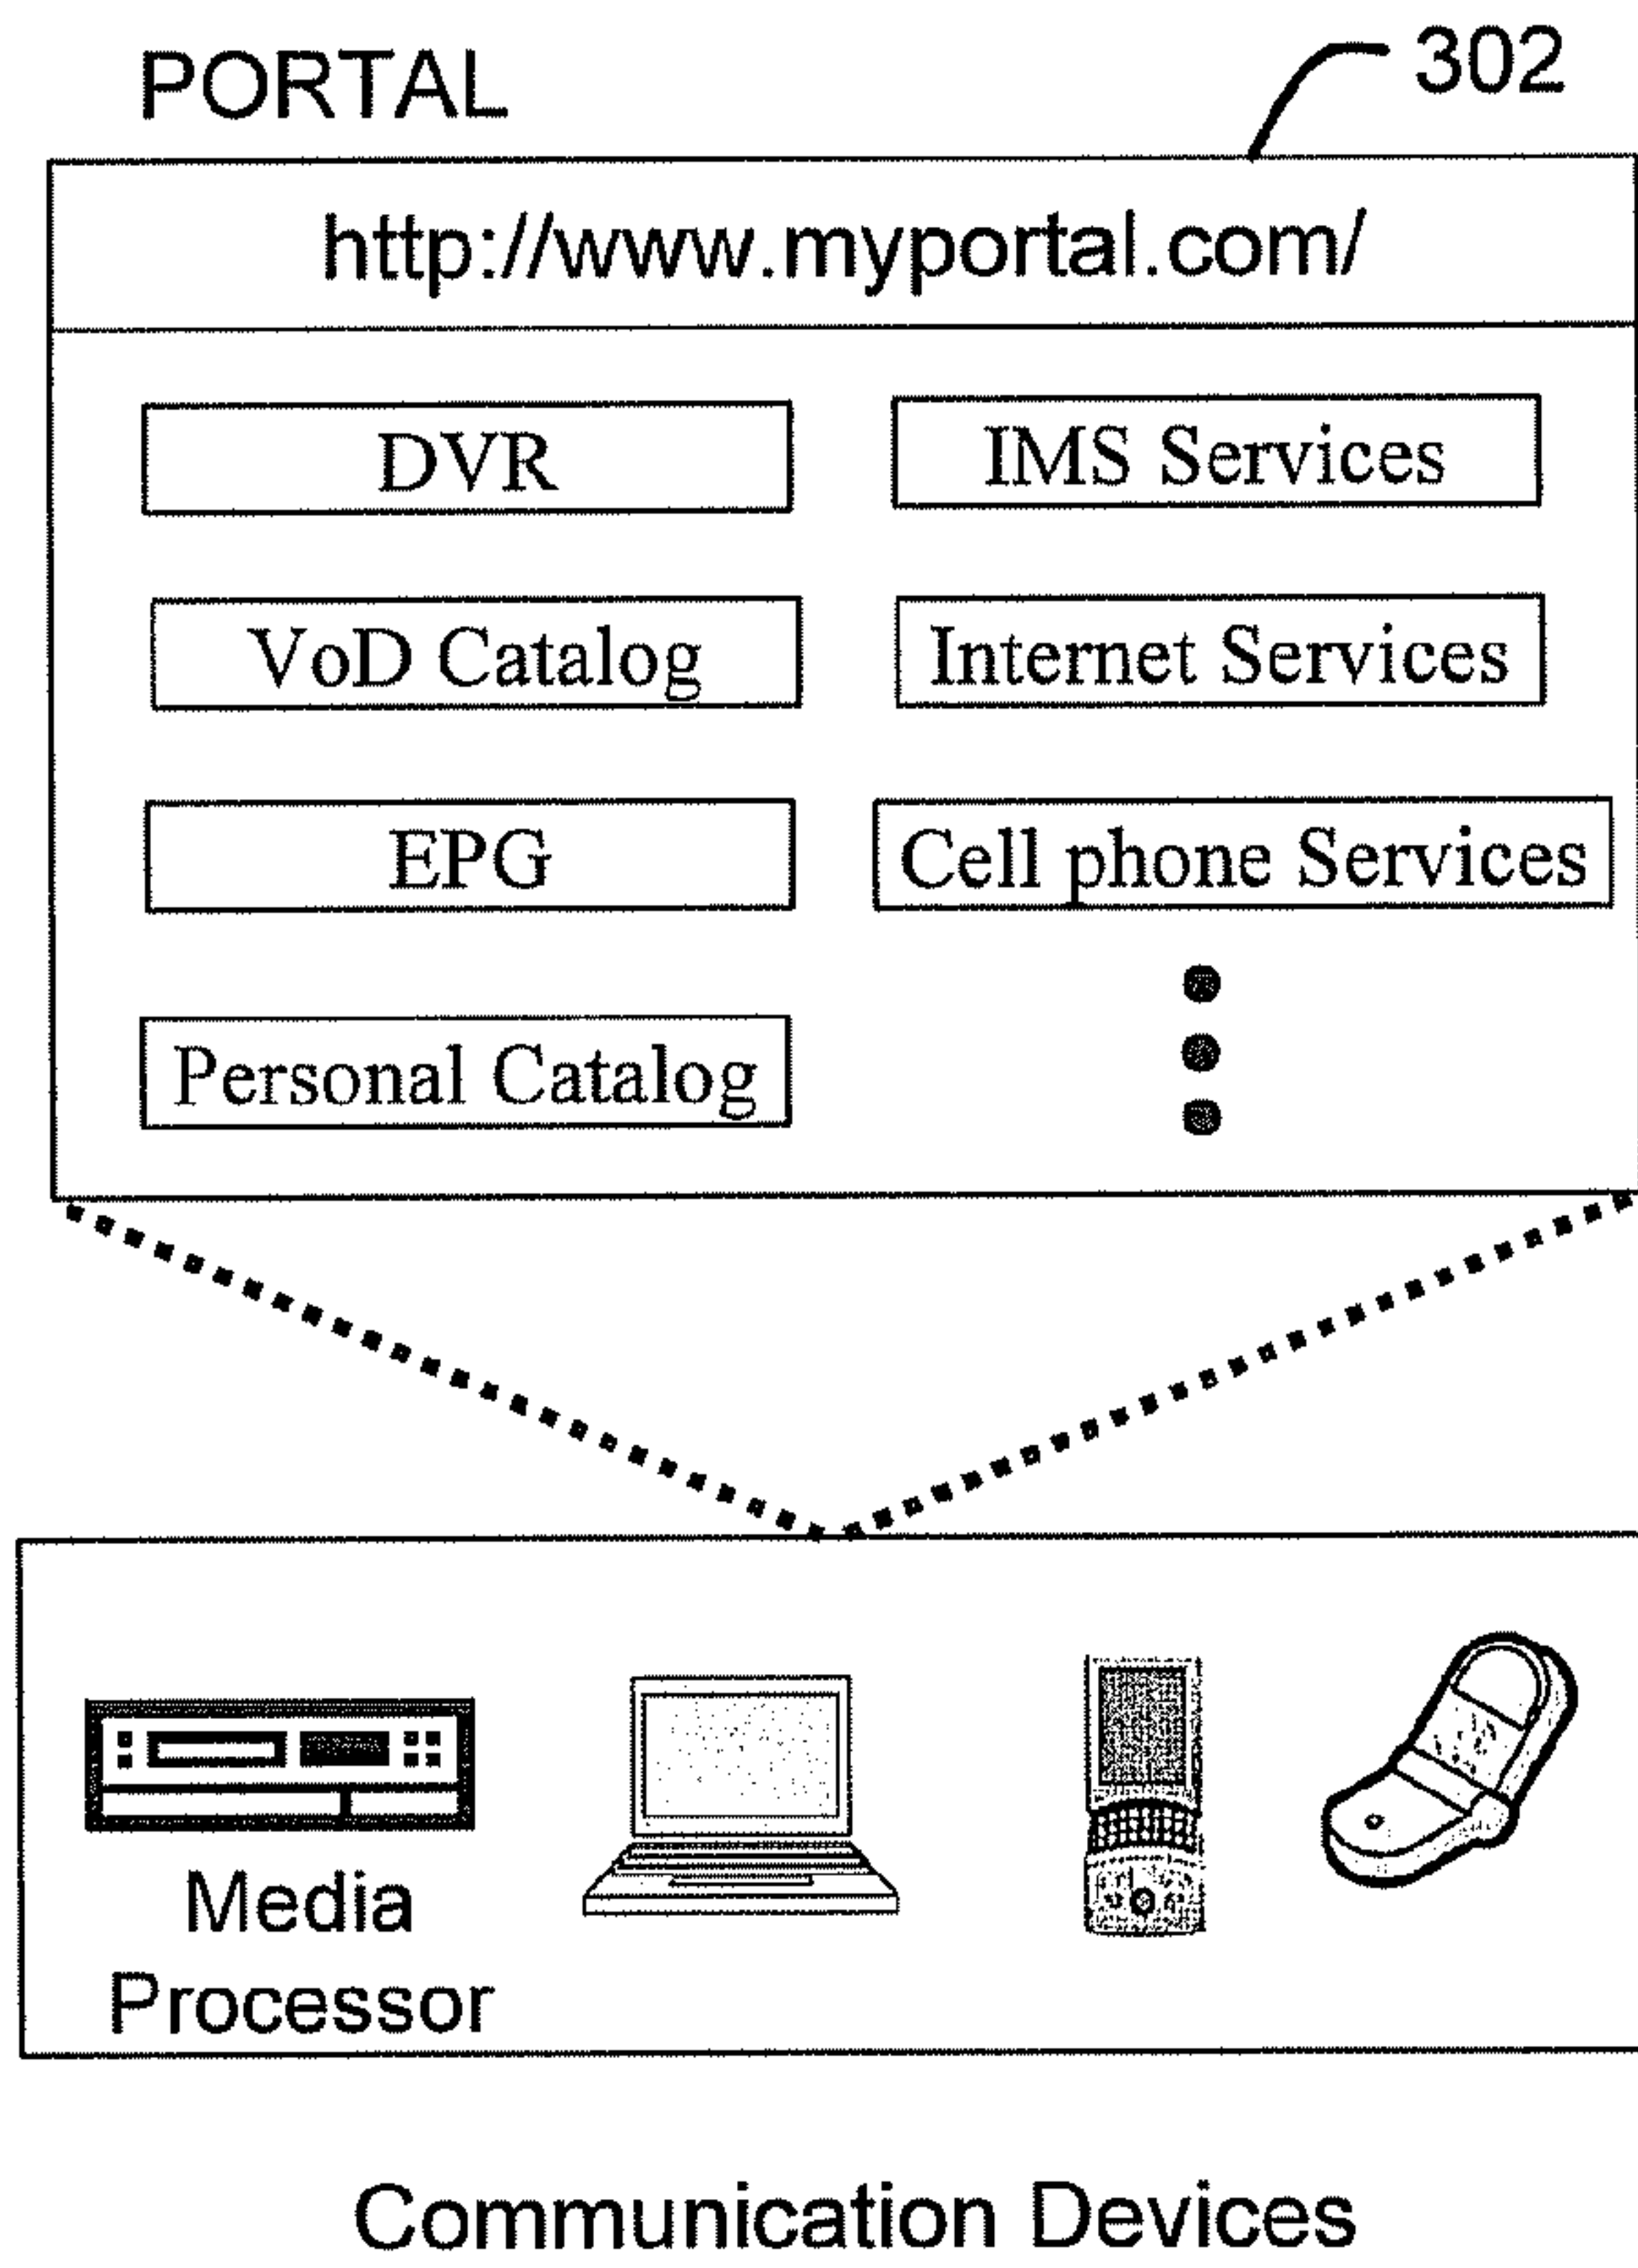 PORTAL
302
http://www.myportal.com/
DVR
IMS Services
VoD Catalog
Internet Services
EPG
Cell phone Services
Personal Catalog
Media
Processor
Communication Devices